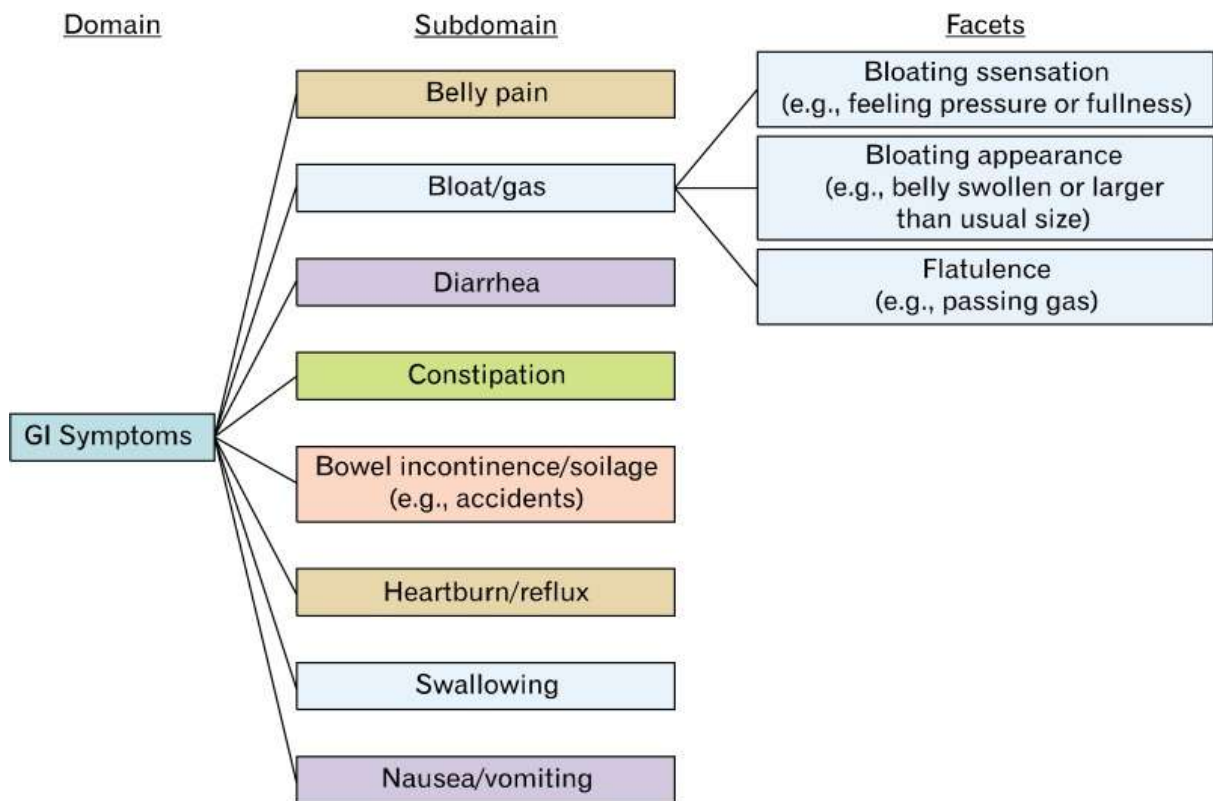 Domain
Subdomain
Facets
Belly pain
Bloat/gas
Diarrhea
Constipation
GI Symptoms
Bowel incontinence/soilage
(e.g., accidents)
Heartburn/reflux
Swallowing
Nausea/vomiting
Bloating ssensation
(e.g., feeling pressure or fullness)
Bloating appearance
(e.g., belly swollen or larger
than usual size)
Flatulence
(e.g., passing gas)